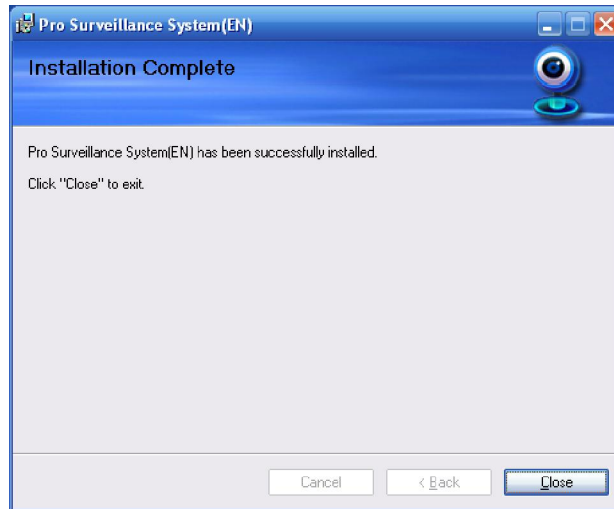 Pro Surveillance System(EN)
Installation Complete
Pro Surveillance System(EN) has been successfully installed.
Click "Close" to exit.
Cancel
< Back
Close